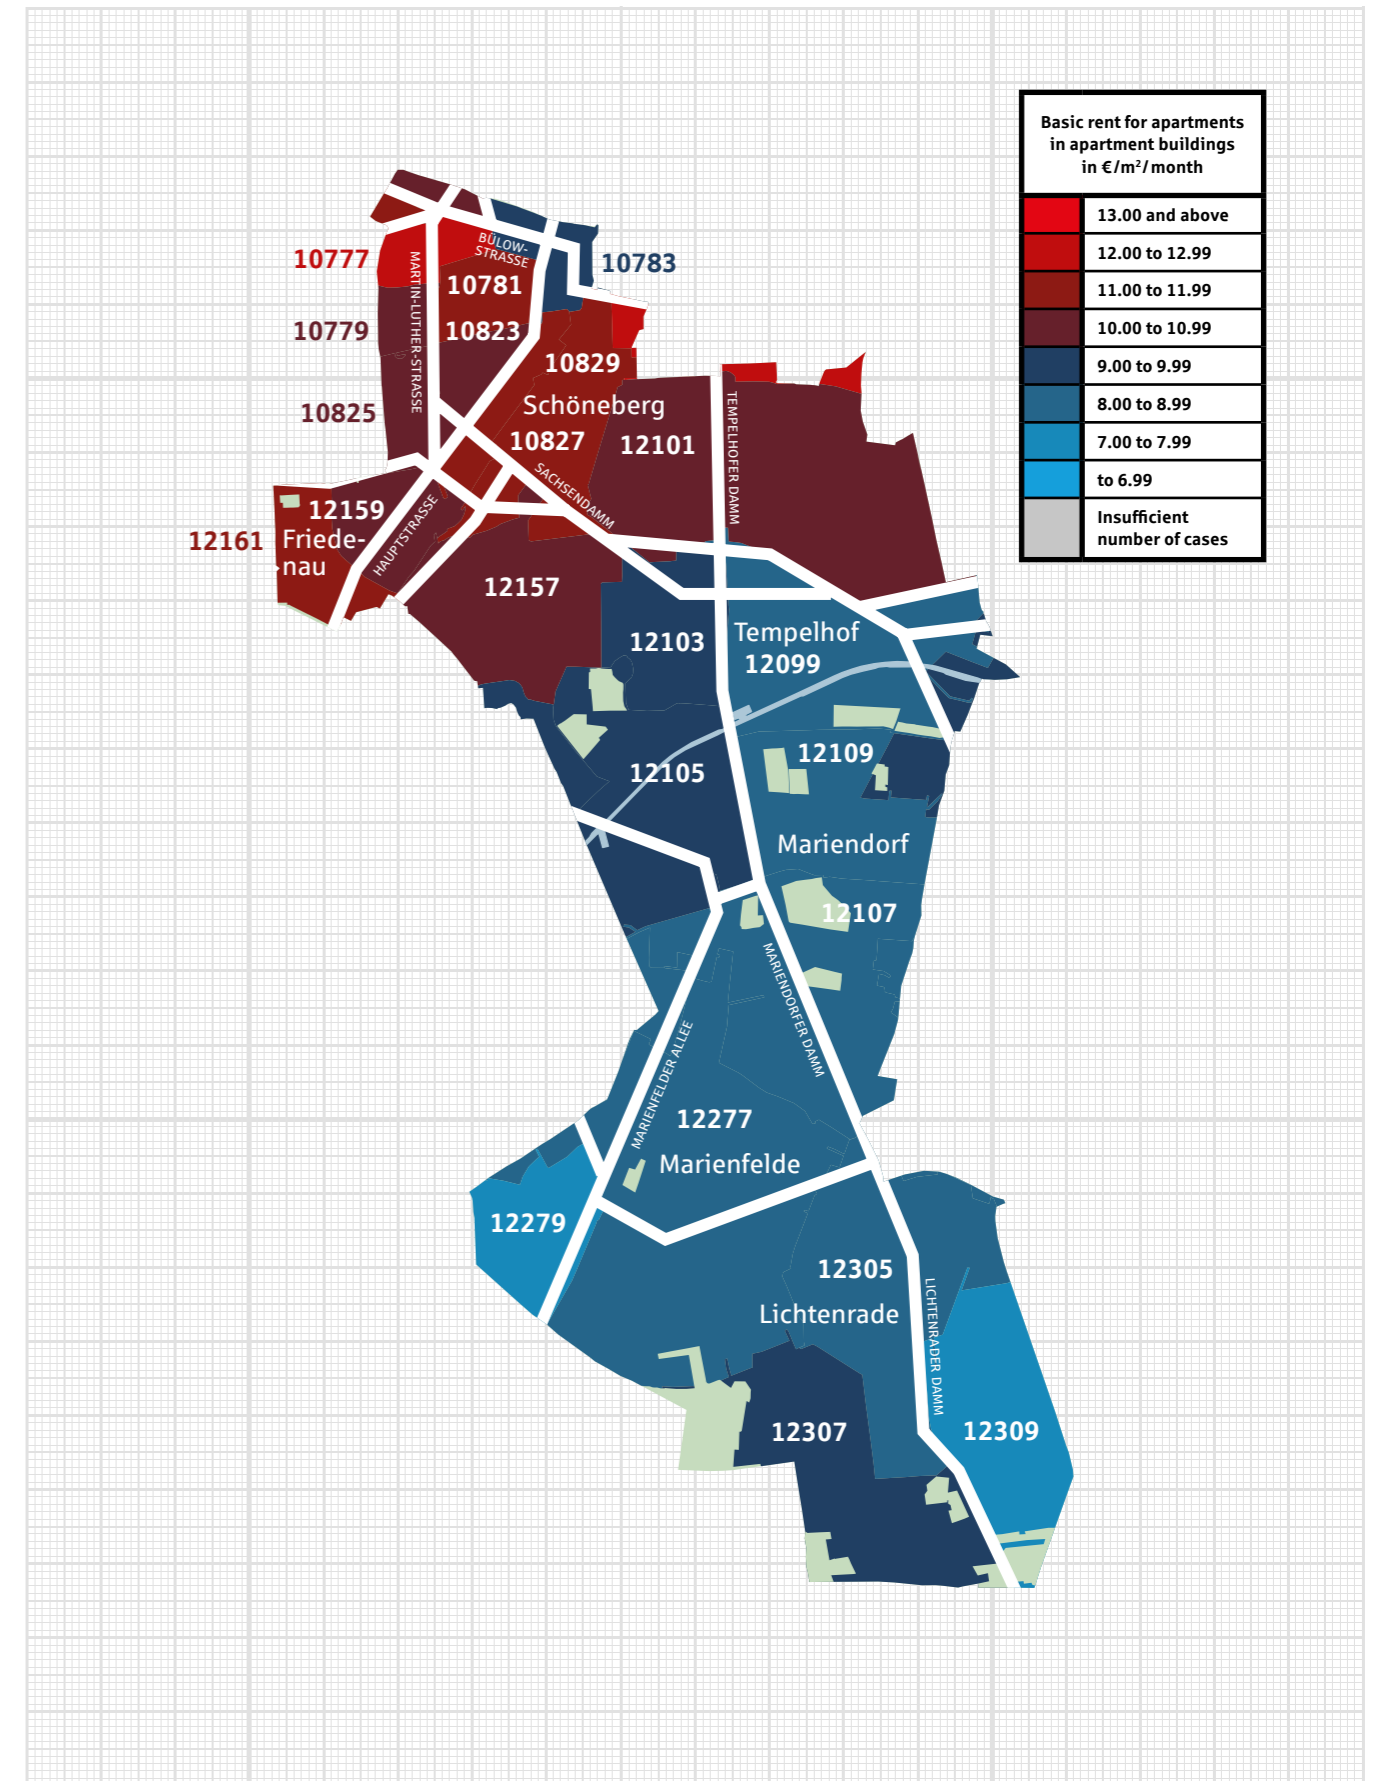 Basic rent for apartments
in apartment buildings
in €/m²/month
13.00 and above
12.00 to 12.99
11.00 to 11.99
10.00 to 10.99
9.00 to 9.99
8.00 to 8.99
7.00 to 7.99
to 6.99
Insufficient
number of cases
BÜLOW-
STRASSE
10777
10783
MARTIN-LUTHER-STRASSE
10781
10779
10823
10829
Schöneberg
10825
10827
12101
TEMPELHOFER DAMM
SACHSENDAMM
12159
HAUPTSTRASSE
12161
Friede-
nau
12157
12103
Tempelhof
12099
12109
12105
Mariendorf
12107
MARIENDORFER DAMM
MARIENFELDER ALLEE
12277
Marienfelde
12279
12305
Lichtenrade
LICHTENRADER DAMM
12307
12309